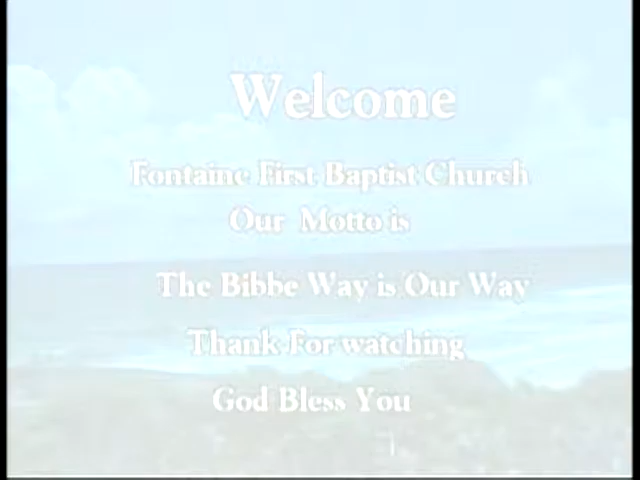 Welcome
Fontaine First Baptist Church
Our Motto is
The Bibbe Way is Our Way
Thank For watching
God Bless You